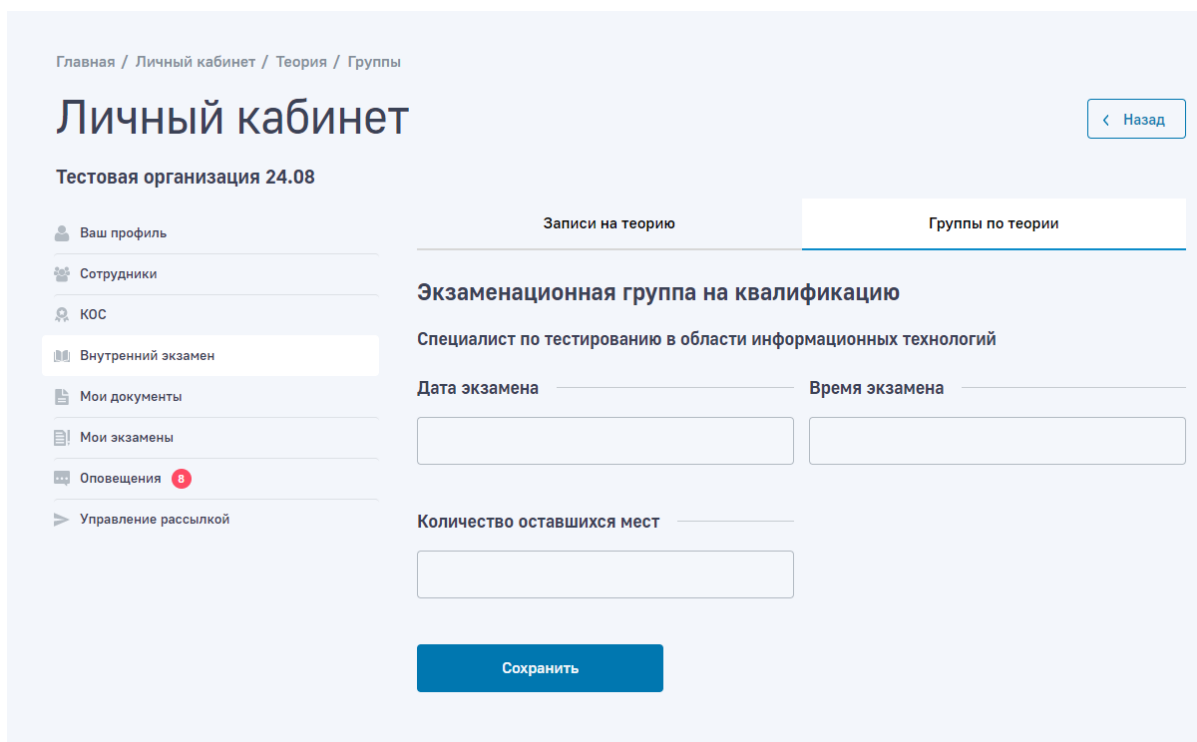 Главная / Личный кабинет / Теория / Группы
Личный кабинет
Назад
Тестовая организация 24.08
Ваш профиль
Сотрудники
КОС
Внутренний экзамен
Мои документы
Мои экзамены
Оповещения 8
Управление рассылкой
Записи на теорию
Группы по теории
Экзаменационная группа на квалификацию
Специалист по тестированию в области информационных технологий
Дата экзамена
Время экзамена
Количество оставшихся мест
Сохранить